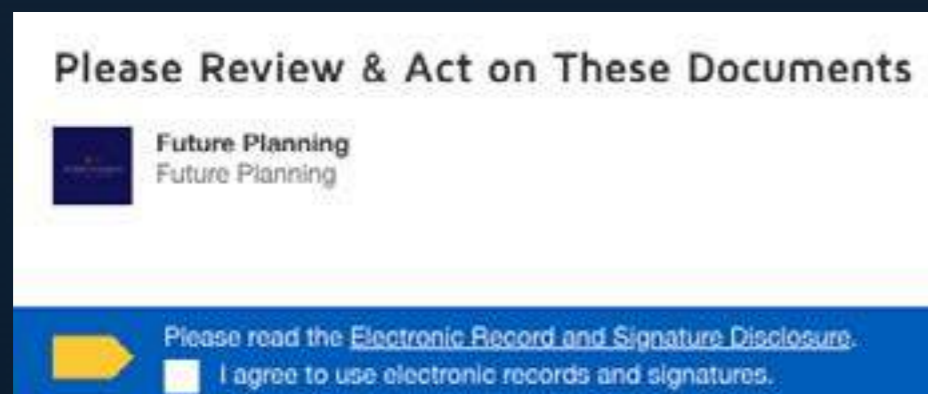 Please Review & Act on These Documents
Future Planning
Future Planning
Please read the Electronic Record and Signature Disclosure.
I agree to use electronic records and signatures.